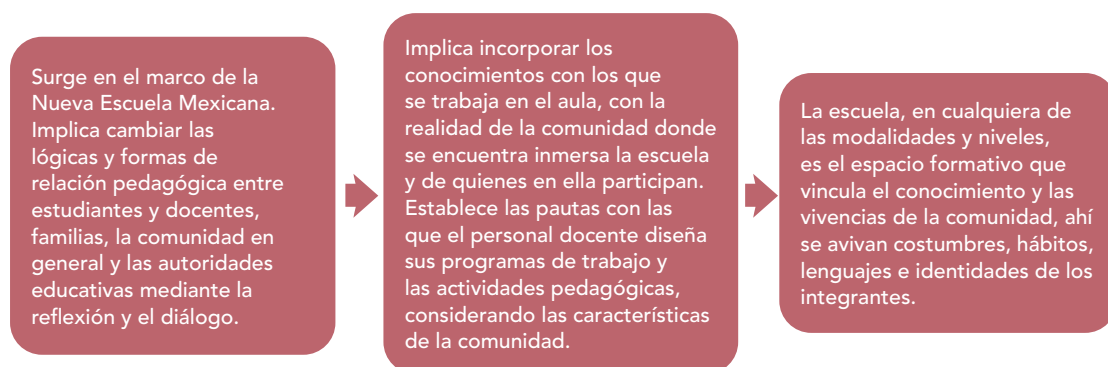 Surge en el marco de la
Nueva Escuela Mexicana.
Implica cambiar las
lógicas y formas de
relación pedagógica entre
estudiantes y docentes,
familias, la comunidad en
general y las autoridades
educativas mediante la
reflexión y el diálogo.
Implica incorporar los
conocimientos con los que
se trabaja en el aula, con la
realidad de la comunidad donde
se encuentra inmersa la escuela
y de quienes en ella participan.
Establece las pautas con las
que el personal docente diseña
sus programas de trabajo y
las actividades pedagógicas,
considerando las características
de la comunidad.
La escuela, en cualquiera de
las modalidades y niveles,
es el espacio formativo que
vincula el conocimiento y las
vivencias de la comunidad, ahí
se avivan costumbres, hábitos,
lenguajes e identidades de los
integrantes.